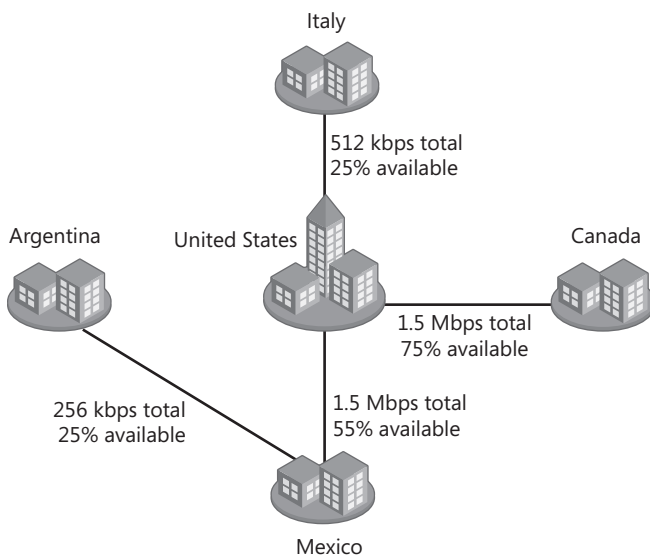 Italy
512 kbps total
25% available
Argentina
United States
Canada
1.5 Mbps total
75% available
256 kbps total
25% available
1.5 Mbps total
55% available
Mexico